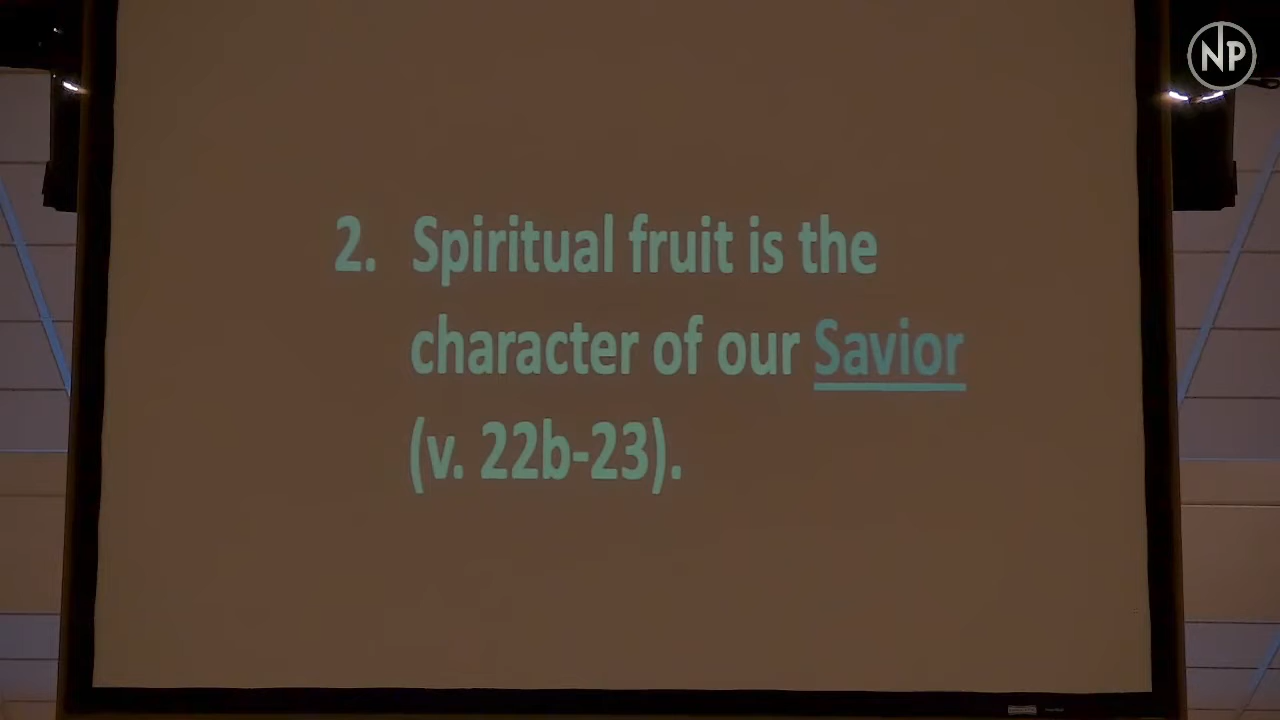 NP
2. Spiritual fruit is the
character of our Savior
(v. 22b-23).